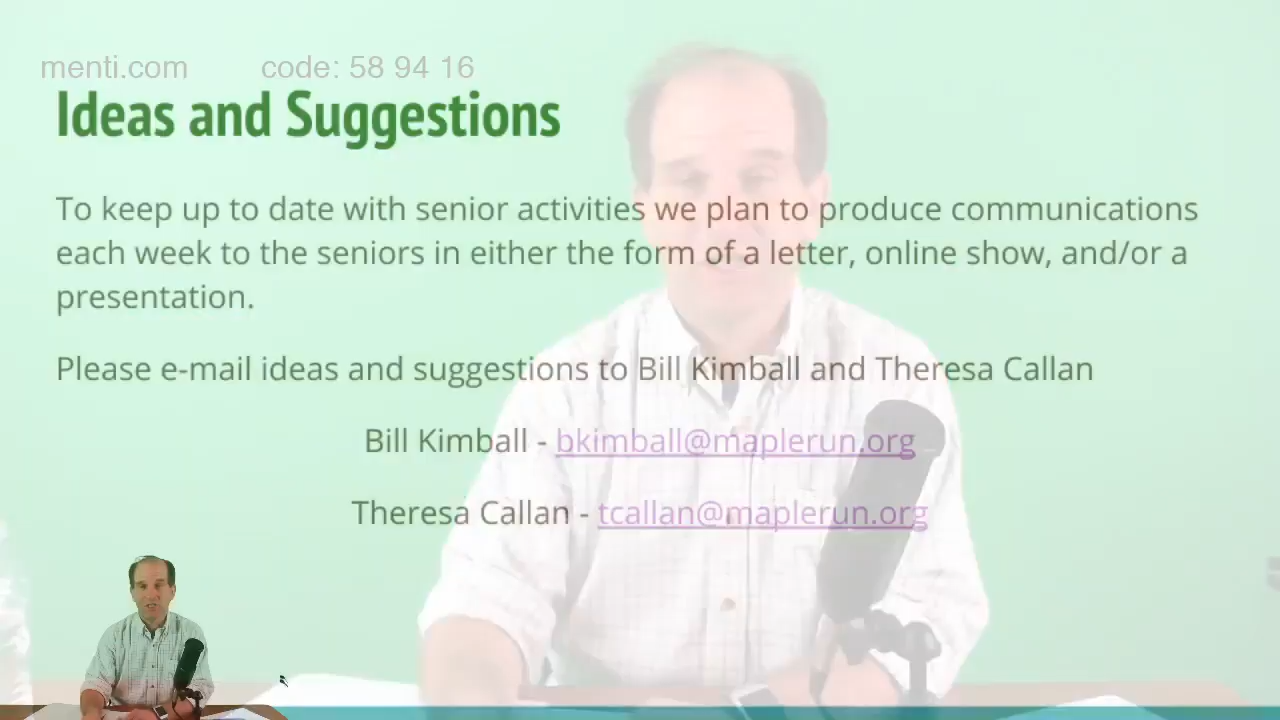 menti.com code: 58 94 16
Ideas and Suggestions
To keep up to date with senior activities we plan to produce communications
each week to the seniors in either the form of a letter, online show, and/or a
presentation.
Please e-mail ideas and suggestions to Bill Kimball and Theresa Callan
Bill Kimball - bkimball@maplerun.org
Theresa Callan - tcallan@maplerun.org